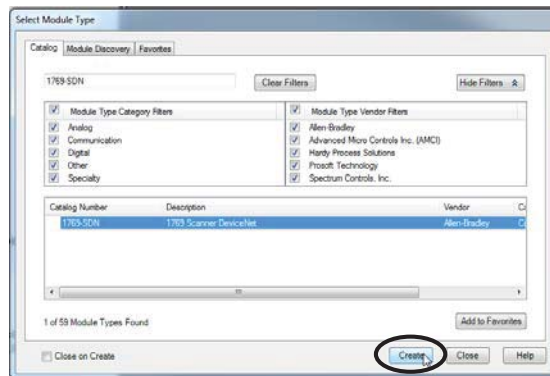 Select Module Type
Catalog Module Discovery Favorites
1769-SDN Clear Filters Hide Filters
Module Type Category Filters
Analog
Communication
Digital
Other
Specialty
Module Type Vendor Filters
Allen-Bradley
Advanced Micro Controls Inc. (AMCI)
Hardy Process Solutions
Prosoft Technology
Spectrum Controls, Inc.
Catalog Number Description Vendor
1769-SDN 1769 Scanner DeviceNet Allen-Bradley
1 of 59 Module Types Found Add to Favorites
Close on Create Create Close Help